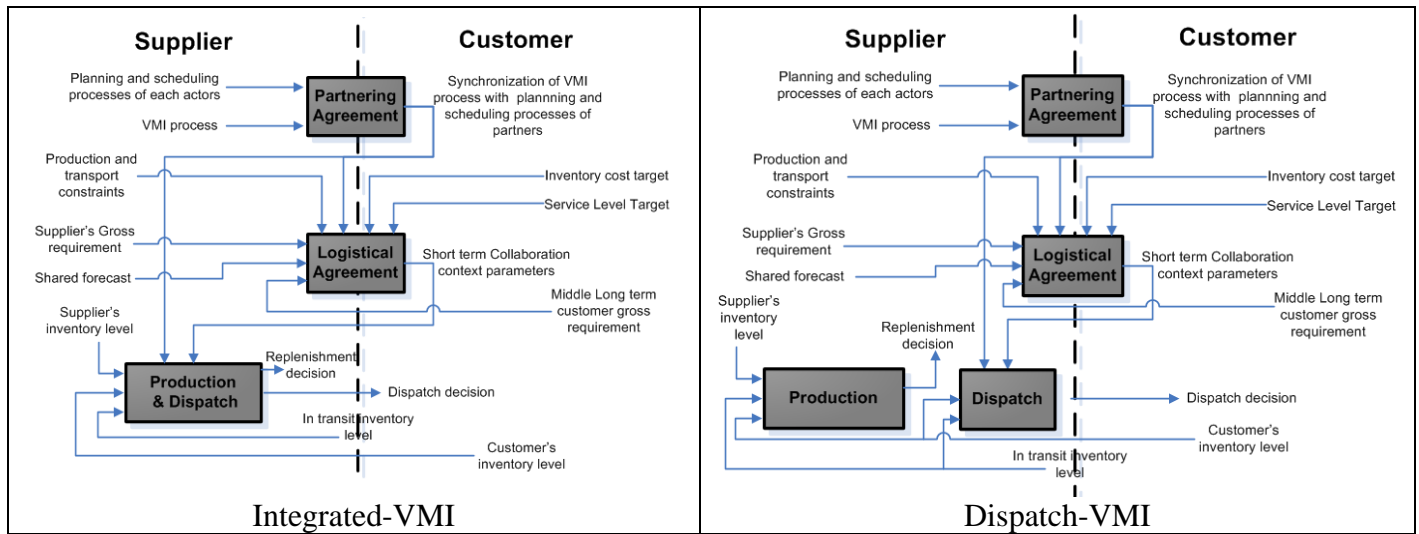 Supplier
Customer
Planning and scheduling
processes of each actors
VMI process
Partnering
Agreement
Synchronization of VMI
process with plannning and
scheduling processes of
partners
Production and
transport
constraints
Inventory cost target
Service Level Target
Supplier's Gross
requirement
Shared forecast
Logistical
Agreement
Short term Collaboration
context parameters
Middle Long term
customer gross
requirement
Supplier's
inventory level
Replenishment
decision
Production
& Dispatch
Dispatch decision
In transit inventory
level
Customer's
inventory level
Integrated-VMI
Supplier
Customer
Planning and scheduling
processes of each actors
VMI process
Partnering
Agreement
Synchronization of VMI
process with plannning and
scheduling processes of
partners
Production and
transport
constraints
Inventory cost target
Service Level Target
Supplier's Gross
requirement
Shared forecast
Logistical
Agreement
Short term Collaboration
context parameters
Middle Long term
customer gross
requirement
Supplier's
inventory
level
Replenishment
decision
Production
Dispatch
Dispatch decision
Customer's
inventory level
In transit inventory
level
Dispatch-VMI